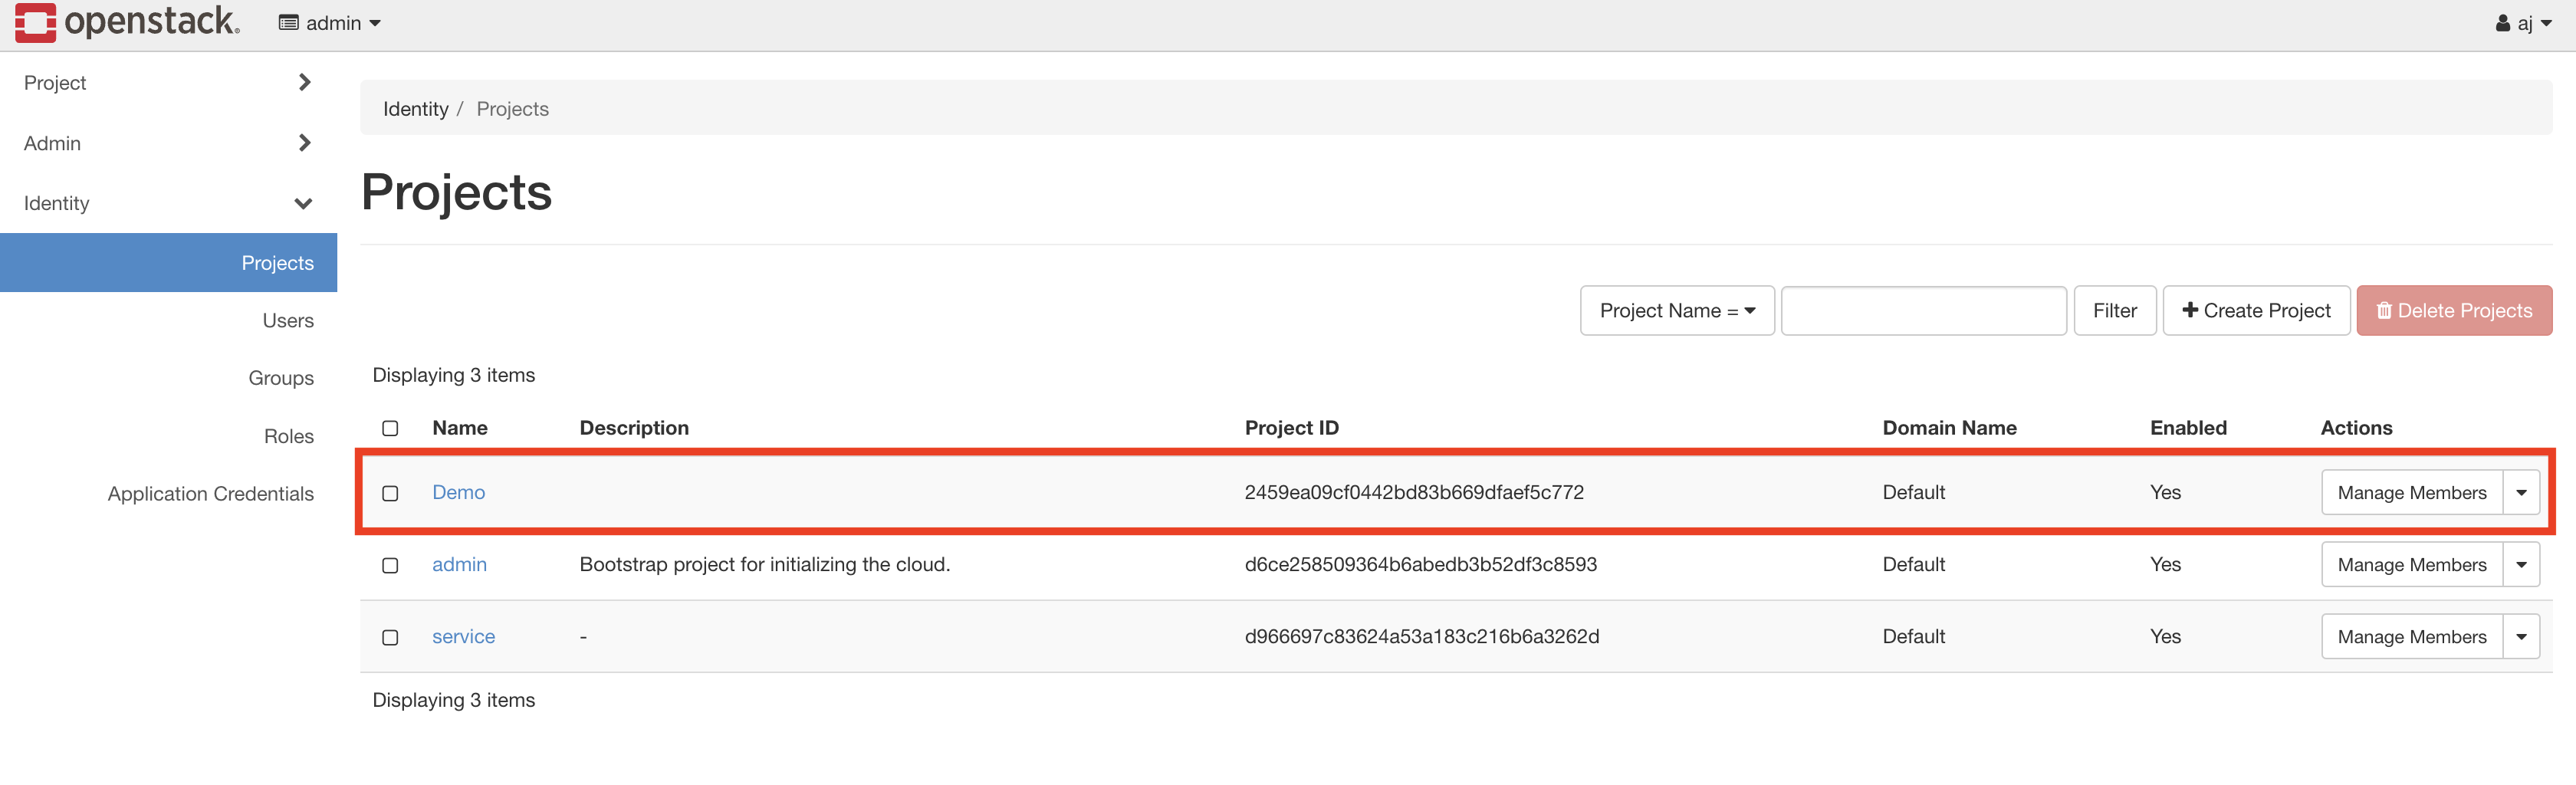 openstack. admin aj
Project
Admin
Identity
Projects
Users
Groups
Roles
Application Credentials
Identity / Projects
Projects
Project Name = Filter Create Project Delete Projects
Displaying 3 items
Name Description Project ID Domain Name Enabled Actions
Demo 2459ea09cf0442bd83b669dfaef5c772 Default Yes Manage Members
admin Bootstrap project for initializing the cloud. d6ce258509364b6abedb3b52df3c8593 Default Yes Manage Members
service - d966697c83624a53a183c216b6a3262d Default Yes Manage Members
Displaying 3 items